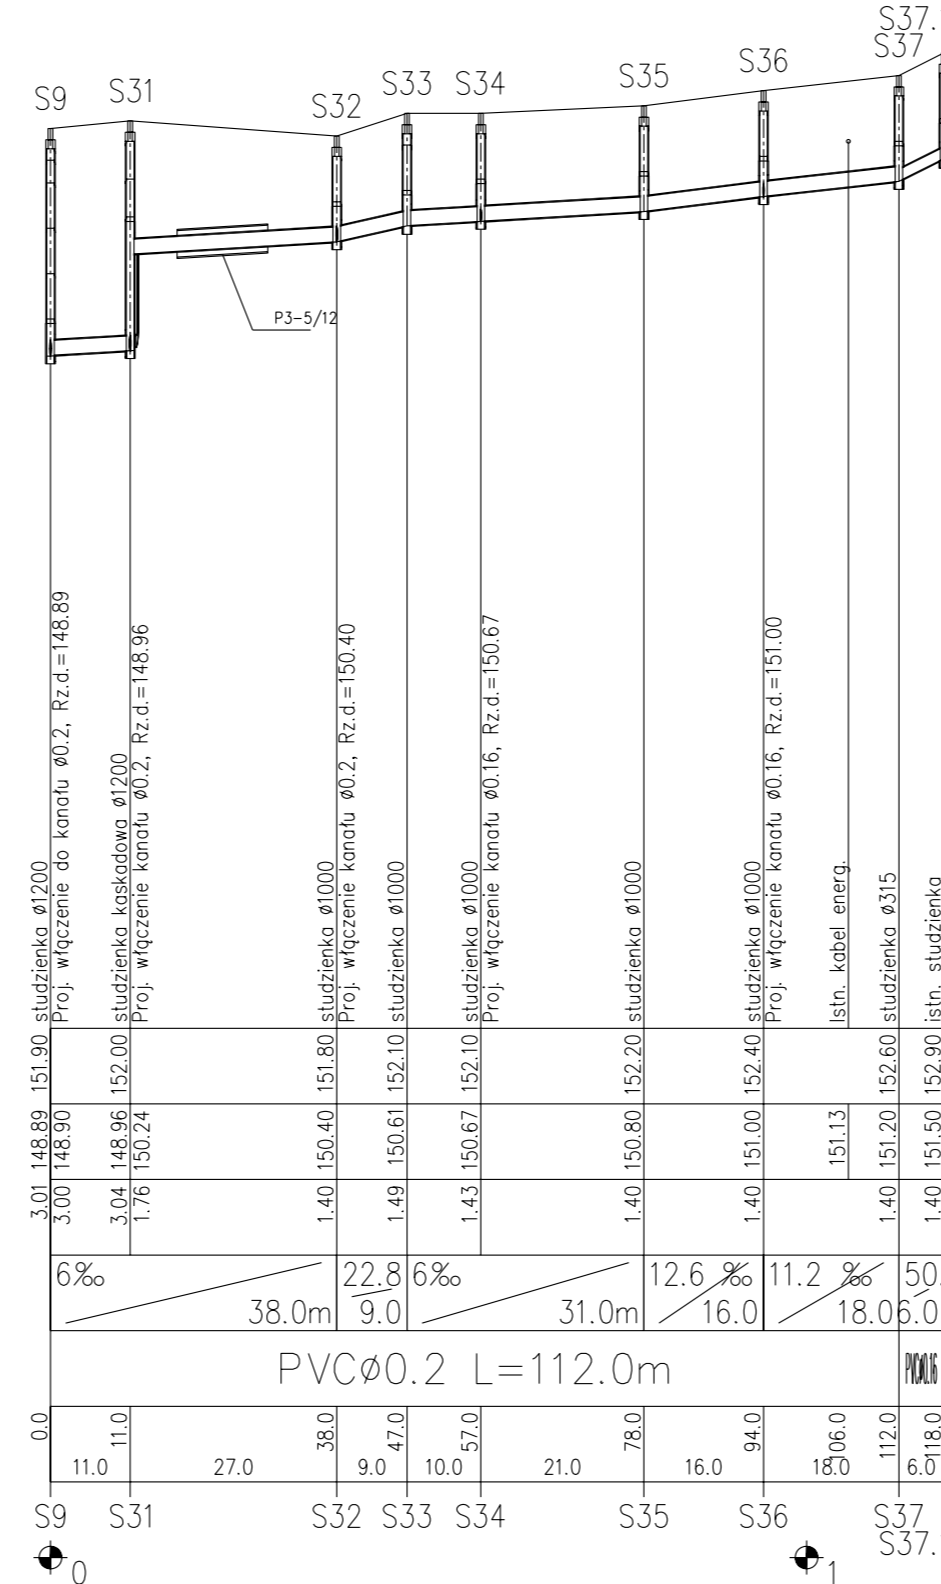 S37.
S37
S36
S35
S34
S33
S32
S31
S9
P3-5/12
studzienka ø1200
Proj. włączenie do kanału ø0.2, Rz.d.=148.89
studzienka kaskadowa ø1200
Proj. włączenie kanału ø0.2, Rz.d.=148.96
studzienka ø1000
Proj. włączenie kanału ø0.2, Rz.d.=150.40
studzienka ø1000
studzienka ø1000
Proj. włączenie kanału ø0.16, Rz.d.=150.67
studzienka ø1000
studzienka ø1000
Proj. włączenie kanału ø0.16, Rz.d.=151.00
Istn. kabel energ.
studzienka ø315
istn. studzienka
151.90 152.00 151.80 152.10 152.10 152.20 152.40 152.60 152.90
148.89 148.90 148.96 150.24 150.40 150.61 150.67 150.80 151.00 151.13 151.20 151.50
3.01 3.00 3.04 1.76 1.40 1.49 1.43 1.40 1.40 1.40 1.40
6‰ 22.8 6‰ 12.6 ‰ 11.2 ‰ 50.
38.0m 9.0 31.0m 16.0 18.0 6.0
PVCø0.2 L=112.0m PVCø0.16
0.0 11.0 38.0 47.0 57.0 78.0 94.0 106.0 112.0 118.0
11.0 27.0 9.0 10.0 21.0 16.0 18.0 6.0
S9 S31 S32 S33 S34 S35 S36 S37
S37.
0 1